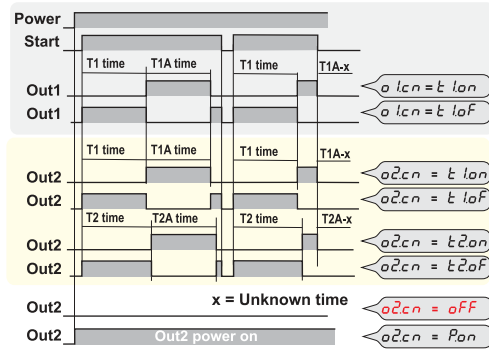 Power
Start
T1 time T1A time T1 time T1A-x
Out1 o1.cn = t1.on
Out1 o1.cn = t1.oF
T1 time T1A time T1 time T1A-x
Out2 o2.cn = t1.on
Out2 o2.cn = t1.oF
T2 time T2A time T2 time T2A-x
Out2 o2.cn = t2.on
Out2 o2.cn = t2.oF
x = Unknown time
Out2 o2.cn = oFF
Out2 Out2 power on o2.cn = P.on